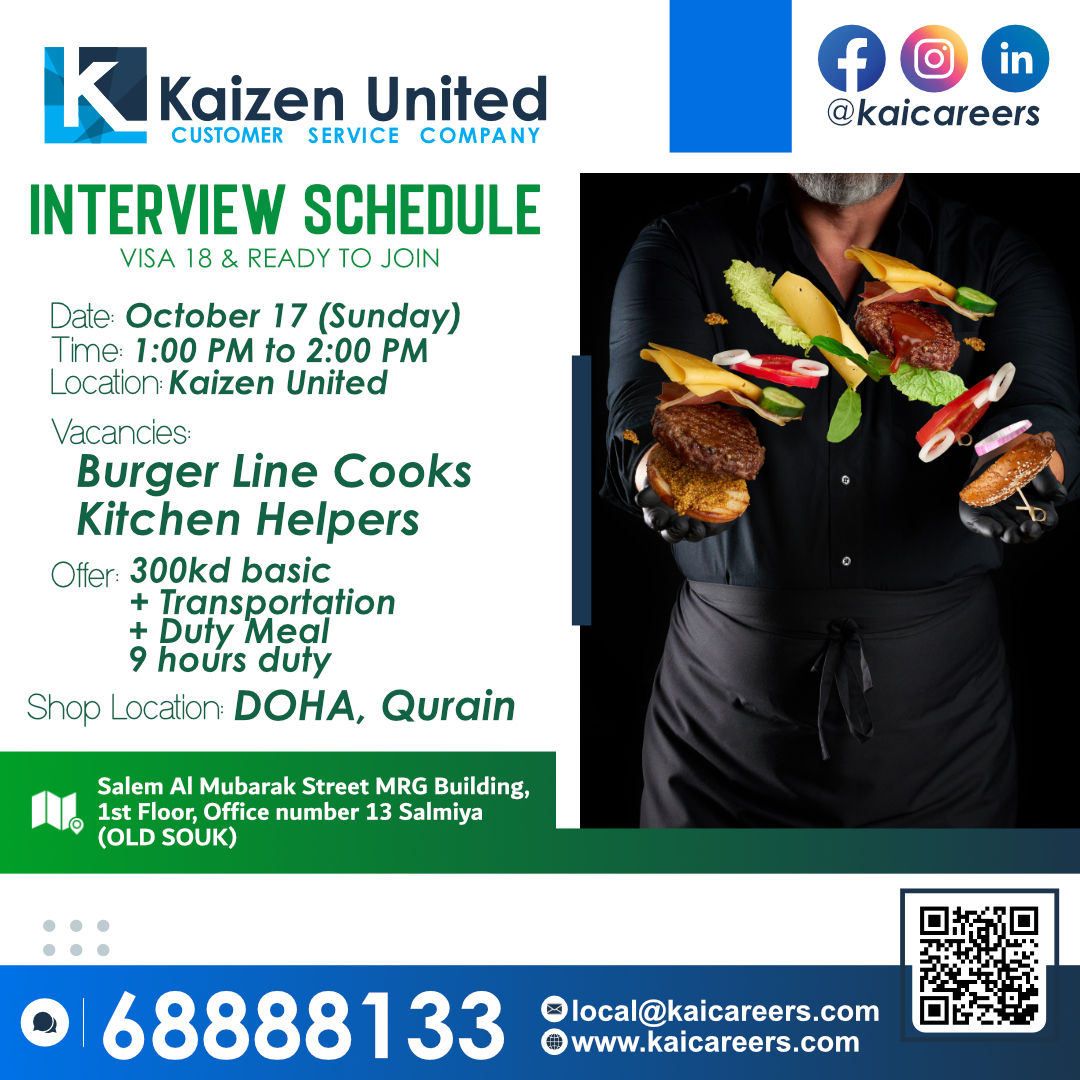 K Kaizen United
CUSTOMER SERVICE COMPANY
@kaicareers
INTERVIEW SCHEDULE
VISA 18 & READY TO JOIN
Date: October 17 (Sunday)
Time: 1:00 PM to 2:00 PM
Location: Kaizen United
Vacancies:
Burger Line Cooks
Kitchen Helpers
Offer: 300kd basic
+ Transportation
+ Duty Meal
9 hours duty
Shop Location: DOHA, Qurain
Salem Al Mubarak Street MRG Building,
1st Floor, Office number 13 Salmiya
(OLD SOUK)
68888133
local@kaicareers.com
www.kaicareers.com